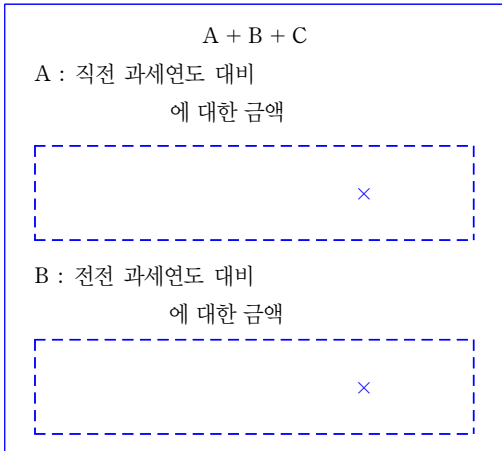 A + B + C
A : 직전 과세연도 대비
에 대한 금액
×
B : 전전 과세연도 대비
에 대한 금액
×